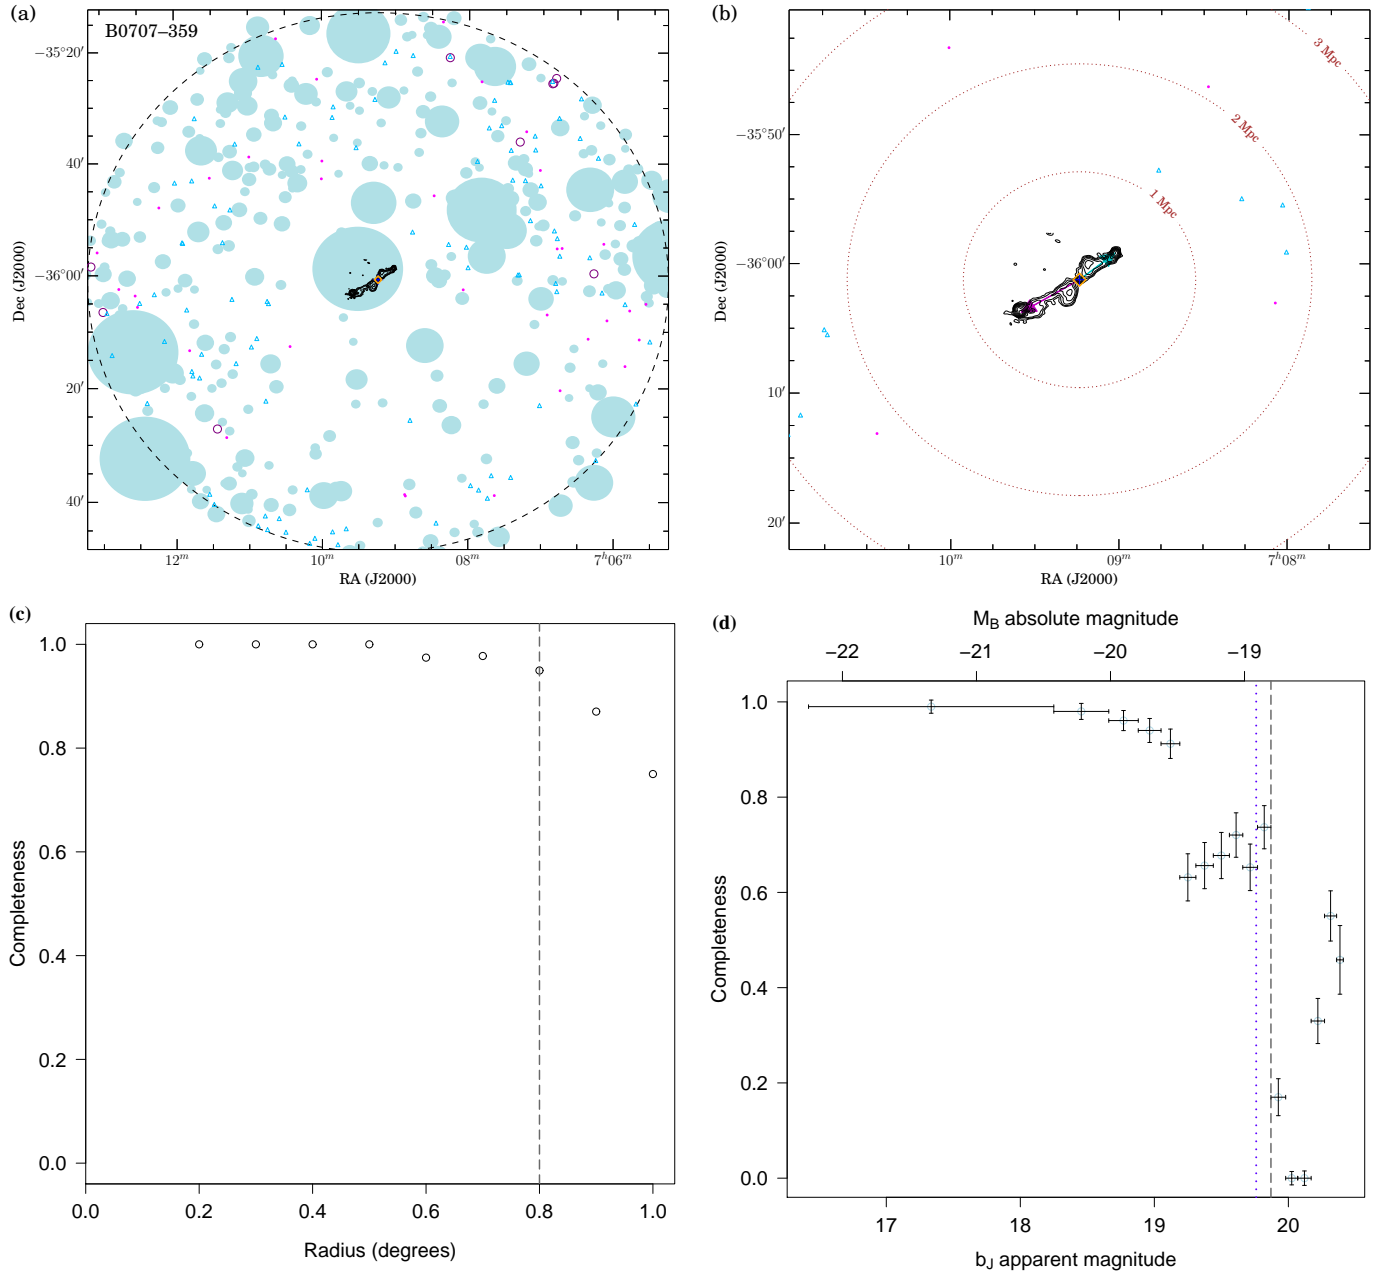 (a)
B0707–359
−35°20′
40′
−36°00′
20′
40′
Dec (J2000)
12ᵐ
10ᵐ
08ᵐ
7ʰ06ᵐ
RA (J2000)
(b)
3 Mpc
2 Mpc
1 Mpc
−35°50′
−36°00′
10′
20′
Dec (J2000)
10ᵐ
09ᵐ
7ʰ08ᵐ
RA (J2000)
(c)
1.0
0.8
0.6
0.4
0.2
0.0
Completeness
0.0 0.2 0.4 0.6 0.8 1.0
Radius (degrees)
(d)
M_B absolute magnitude
−22 −21 −20 −19
1.0
0.8
0.6
0.4
0.2
0.0
Completeness
17 18 19 20
b_J apparent magnitude